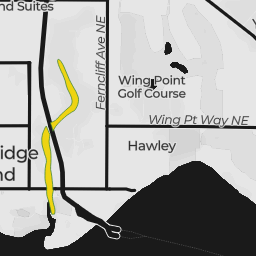 nd Suites
Ferncliff Ave NE
Wing Point
Golf Course
Wing Pt Way NE
Hawley
idge
nd